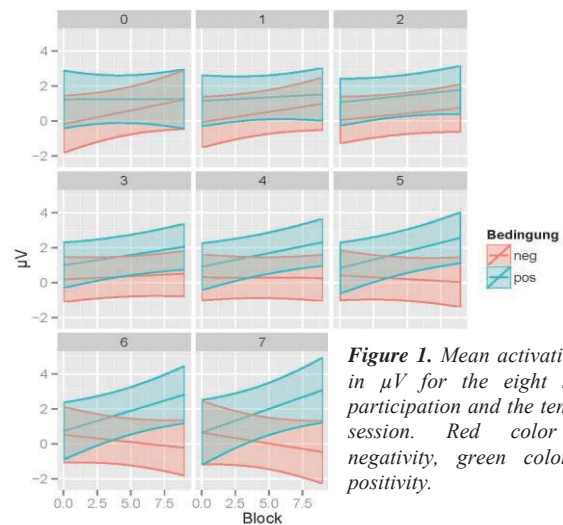 0 1 2
4
2
0
−2
3 4 5
4
2
0
−2
µV
Bedingung
neg
pos
6 7
4
2
0
−2
0.0 2.5 5.0 7.5 0.0 2.5 5.0 7.5
Block
Figure 1. Mean
in µV for the eight
participation and the
session. Red color
negativity, green
positivity.